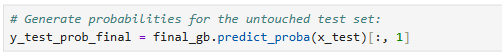 # Generate probabilities for the untouched test set:
y_test_prob_final = final_gb.predict_proba(x_test)[:, 1]